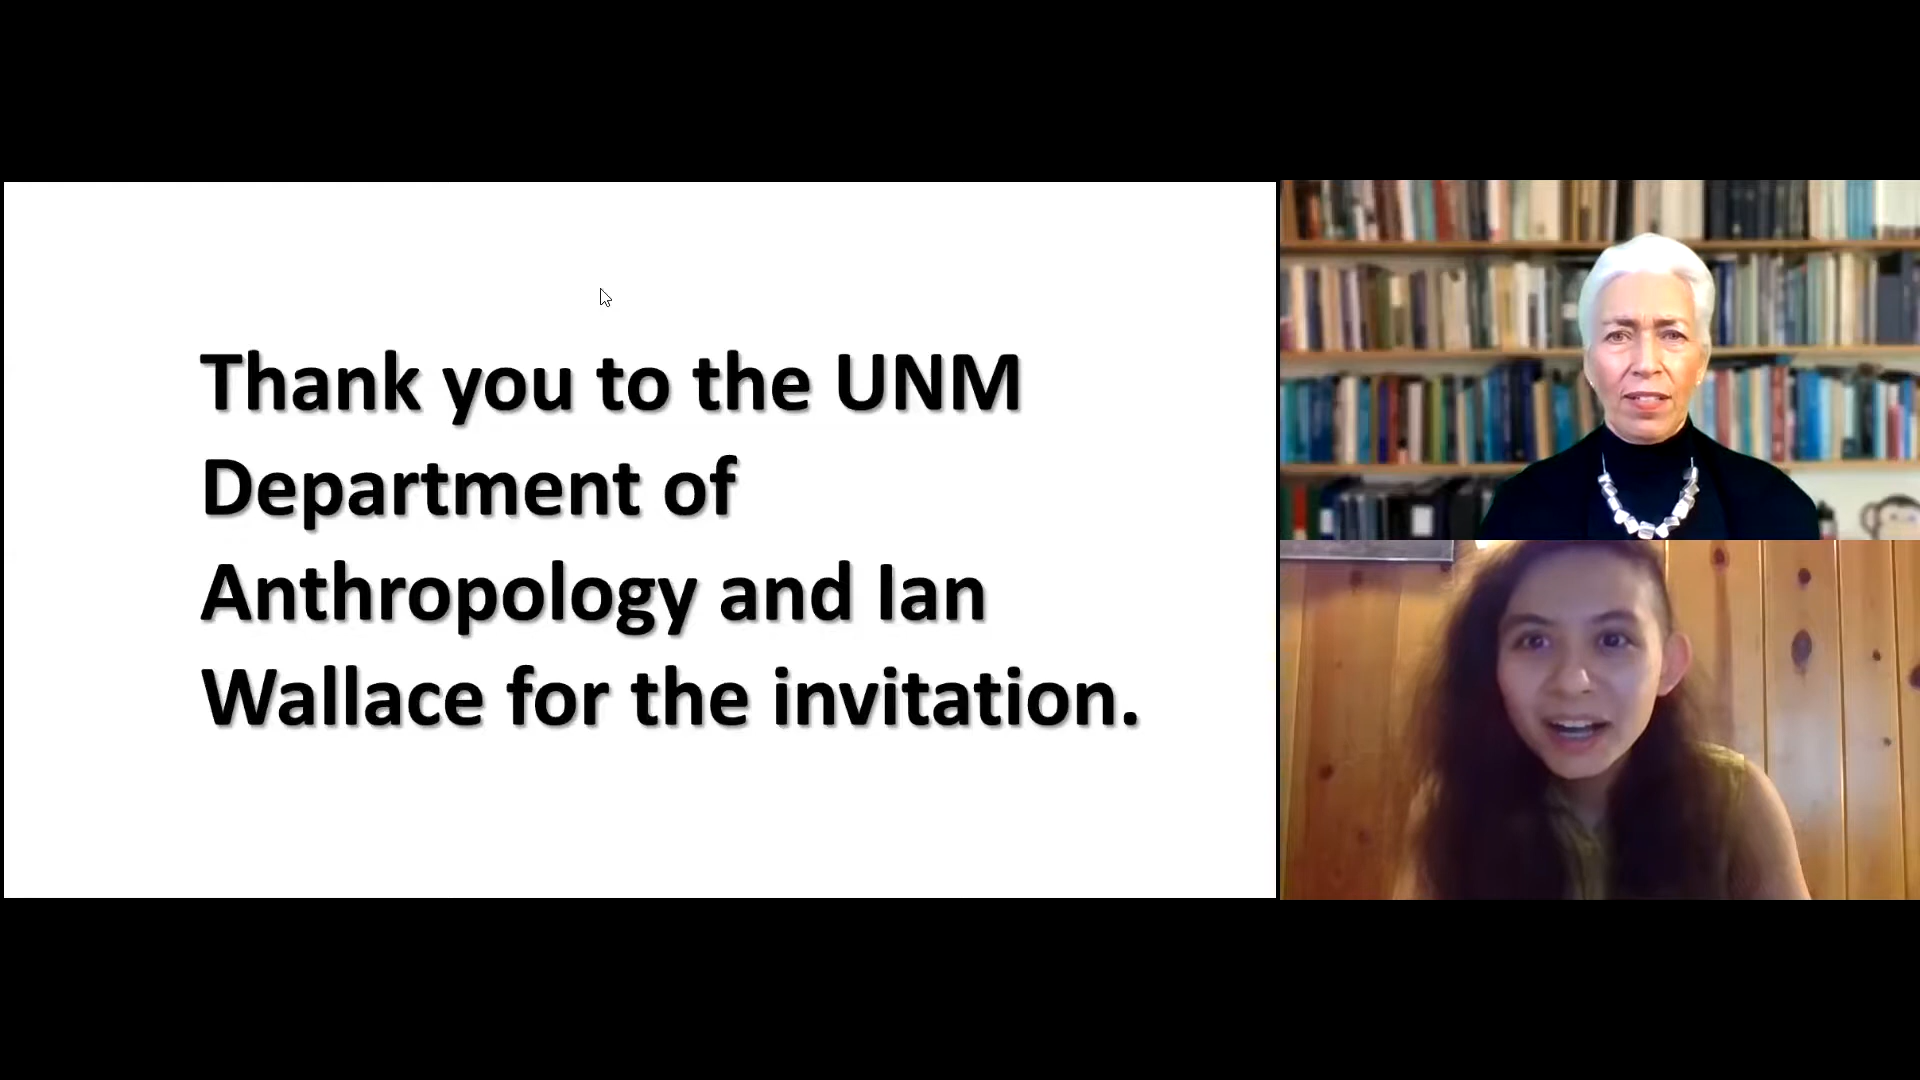 Thank you to the UNM
Department of
Anthropology and Ian
Wallace for the invitation.